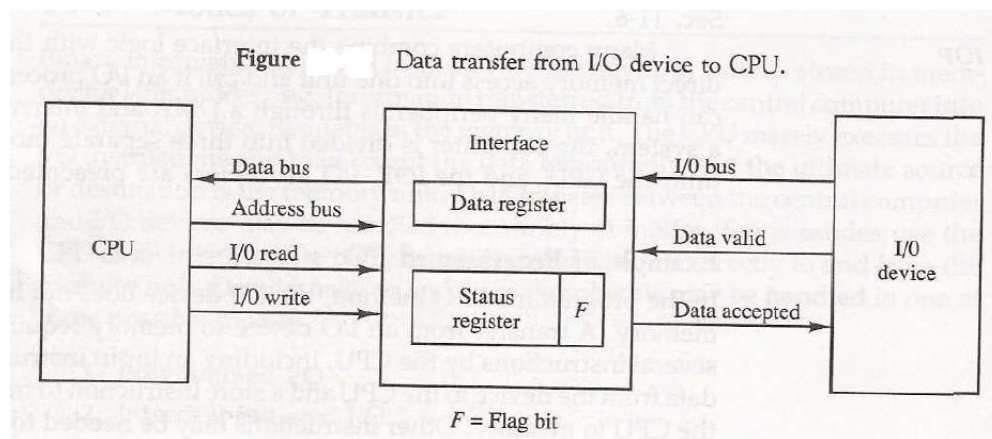 Figure Data transfer from I/O device to CPU.
Interface
Data bus
I/O bus
Data register
Address bus
Data valid
CPU
I/O read
I/O
device
I/O write
Status
register F
Data accepted
F = Flag bit